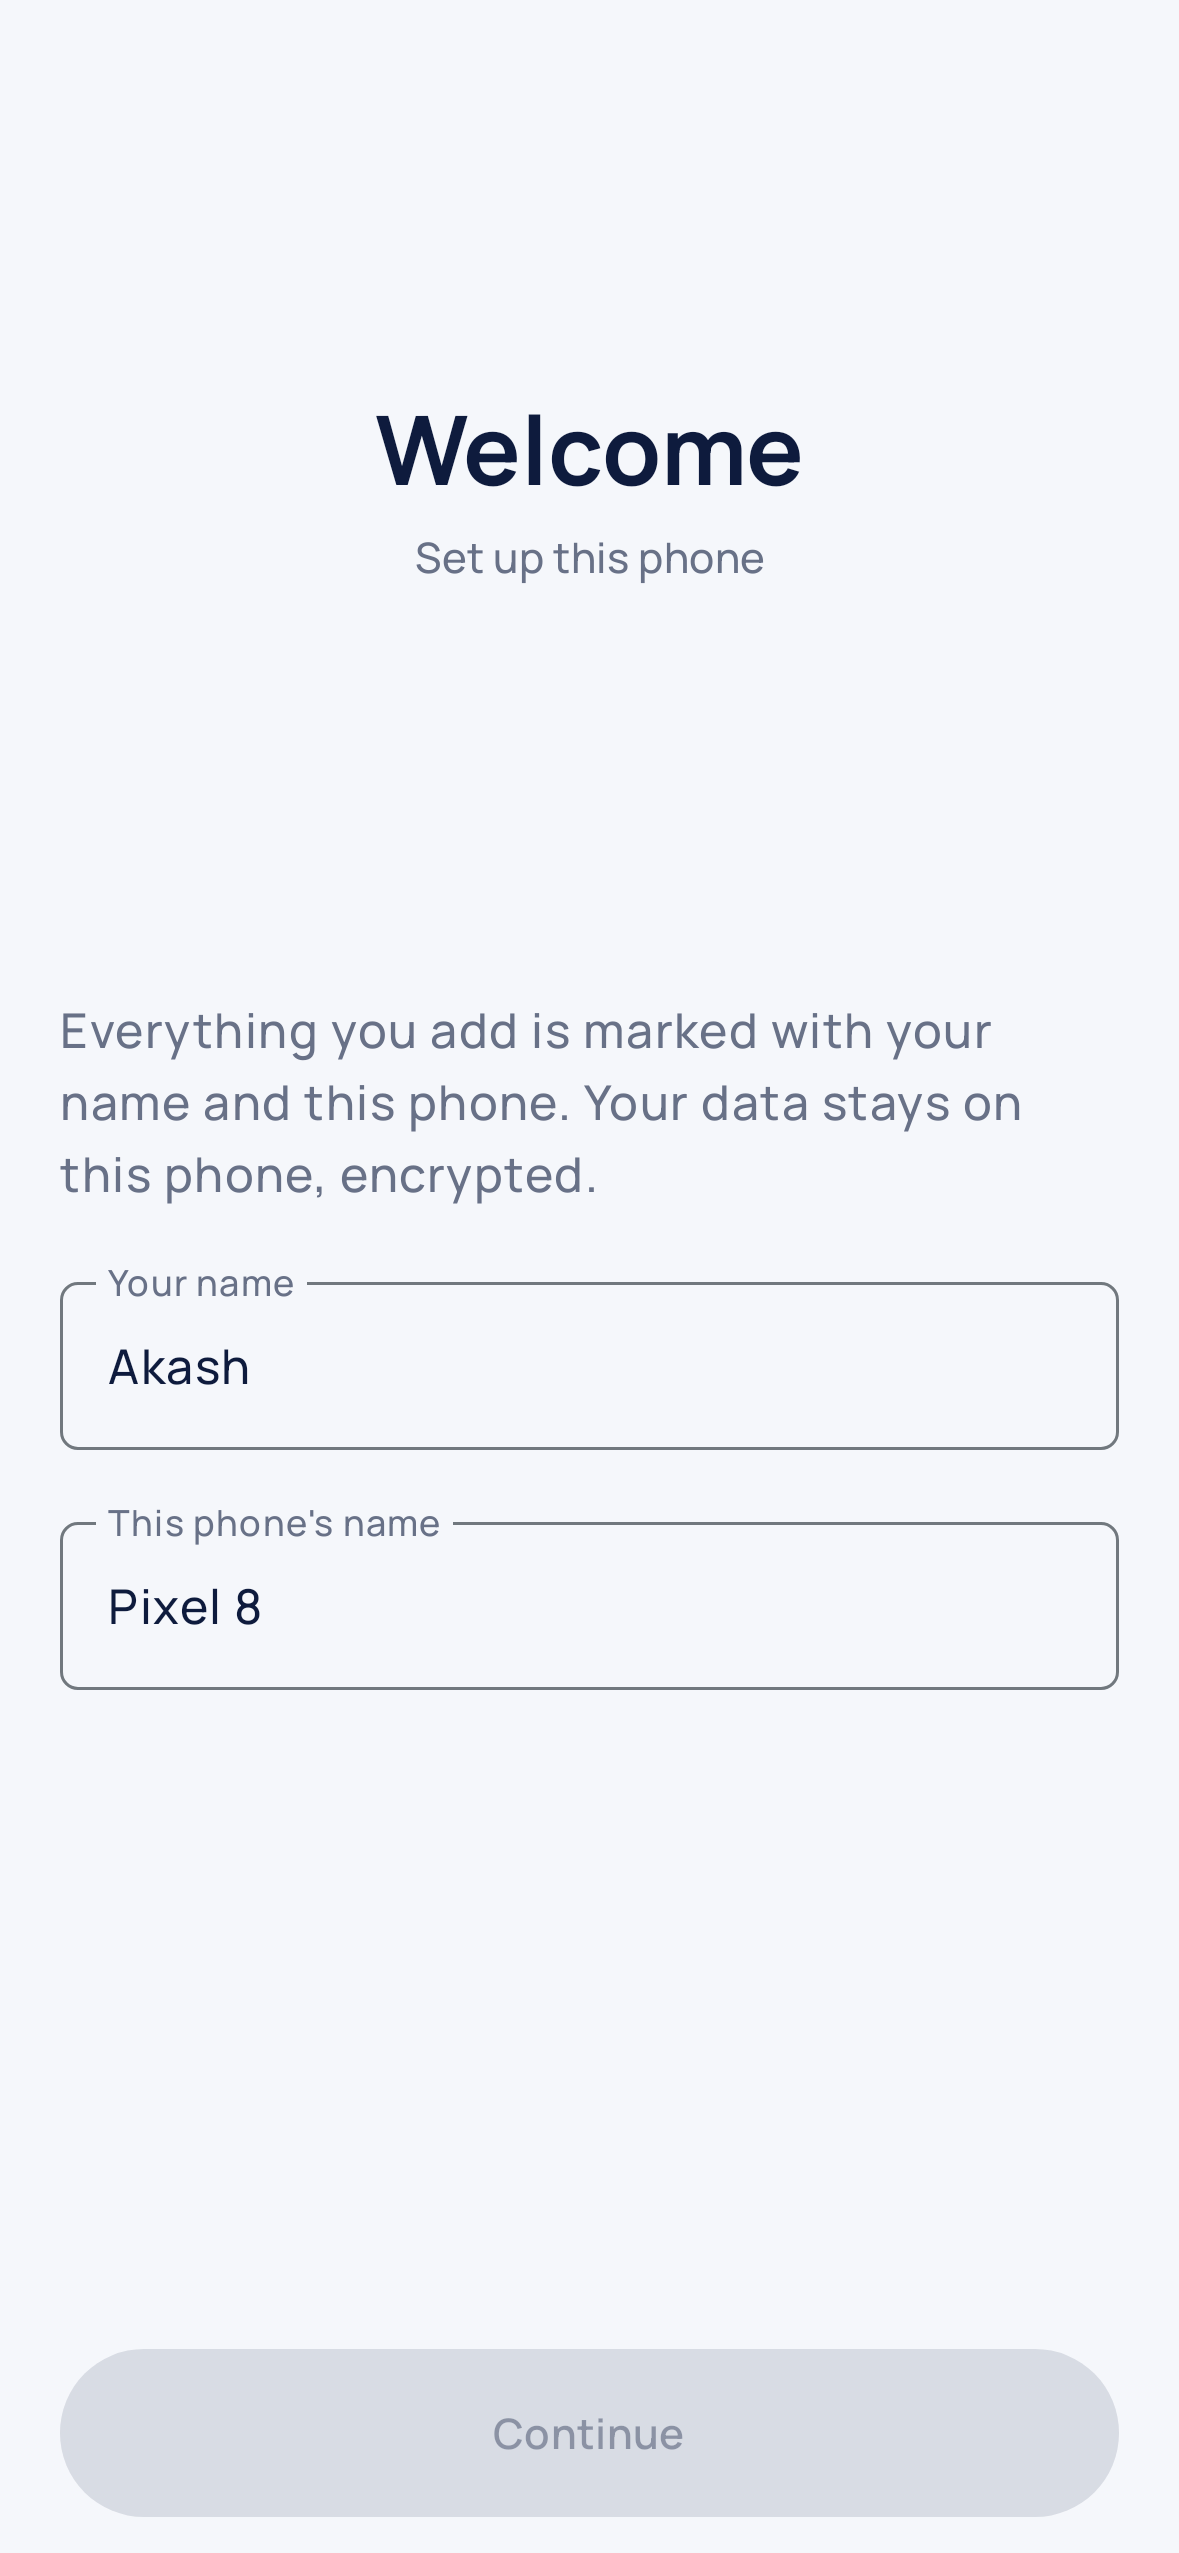 Welcome
Set up this phone
Everything you add is marked with your
name and this phone. Your data stays on
this phone, encrypted.
Your name
Akash
This phone's name
Pixel 8
Continue